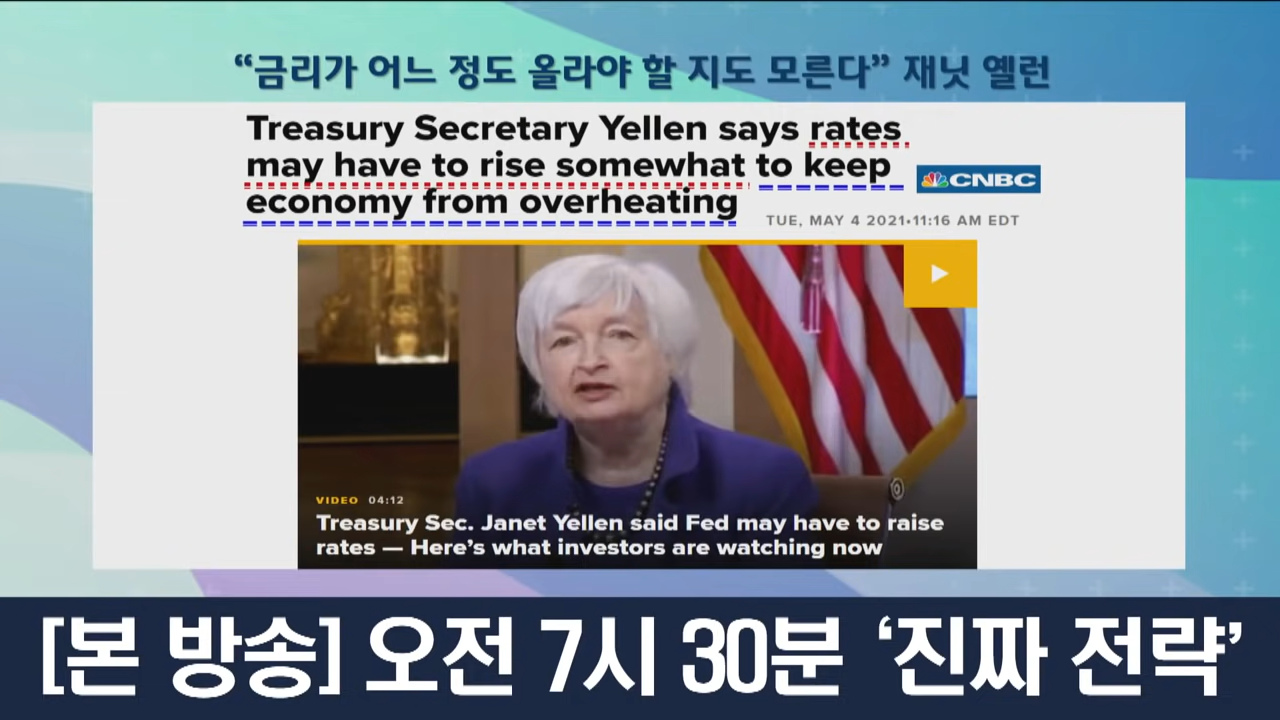 “금리가 어느 정도 올라야 할 지도 모른다” 재닛 옐런
Treasury Secretary Yellen says rates
may have to rise somewhat to keep
economy from overheating
CNBC
TUE, MAY 4 2021•11:16 AM EDT
VIDEO 04:12
Treasury Sec. Janet Yellen said Fed may have to raise
rates — Here’s what investors are watching now
[본 방송] 오전 7시 30분 ‘진짜 전략’